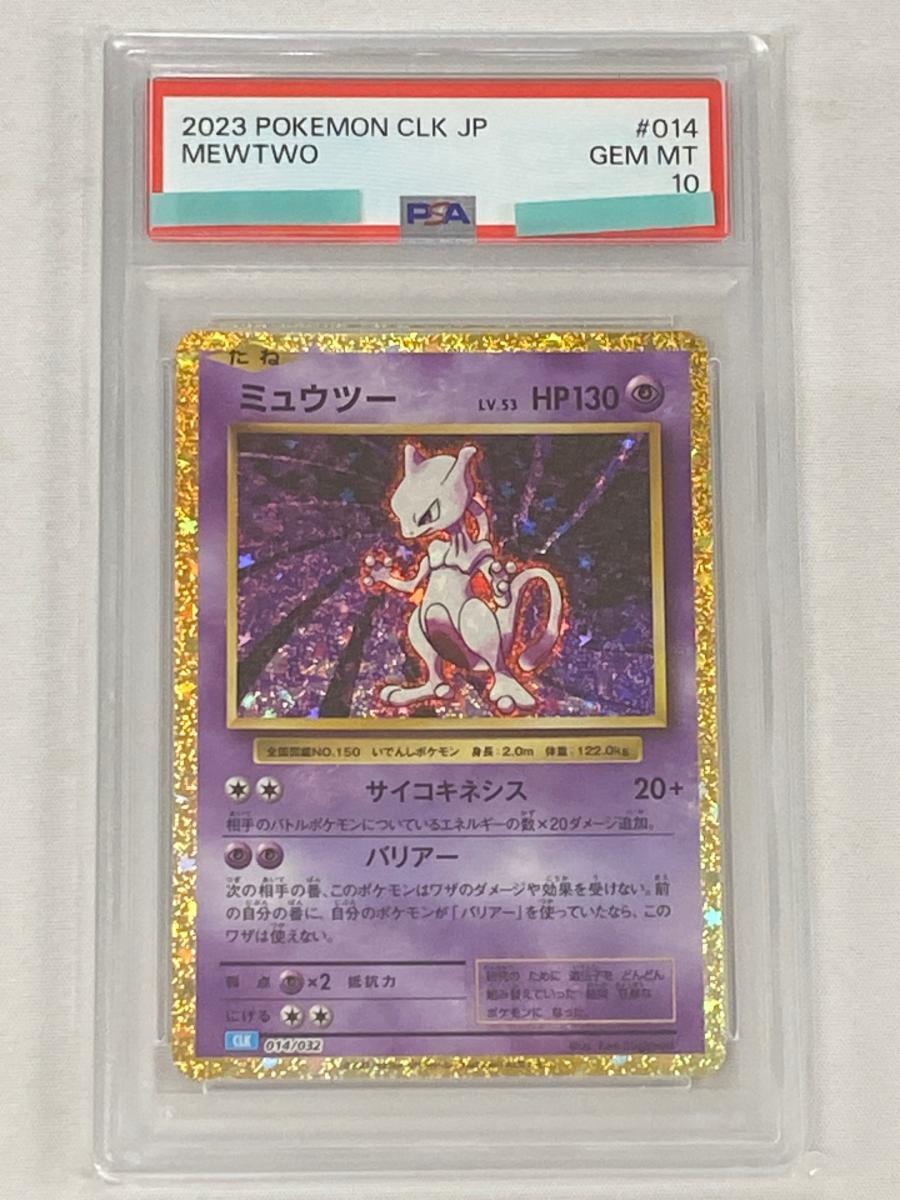 2023 POKEMON CLK JP #014
MEWTWO GEM MT
10
PSA
たね
ミュウツー LV.53 HP130
全国図鑑NO.150 いでんしポケモン 身長:2.0m 体重:122.0kg
サイコキネシス 20+
相手のバトルポケモンについているエネルギーの数×20ダメージ追加。
バリアー
次の相手の番、このポケモンはワザのダメージや効果を受けない。前
の自分の番に、自分のポケモンが「バリアー」を使っていたなら、この
ワザは使えない。
弱点 ×2 抵抗力
にげる
研究の ために 遺伝子を どんどん
組み替えていった 結果 凶暴な
ポケモンに なった。
CLK 014/032